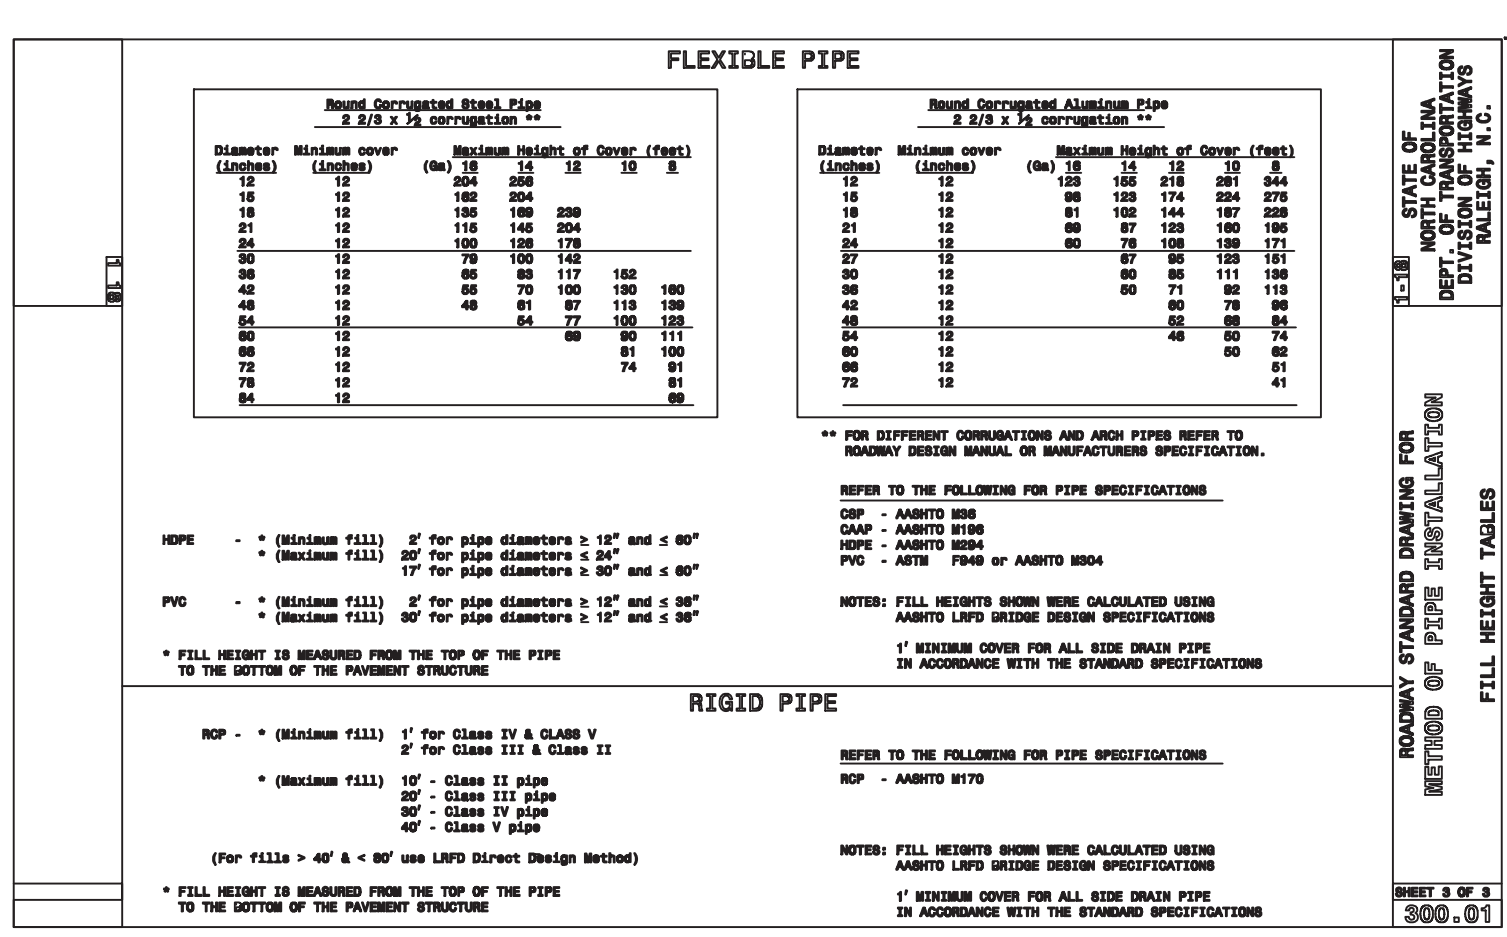 FLEXIBLE PIPE
Round Corrugated Steel Pipe
2 2/3 x ½ corrugation **
Diameter Minimum cover Maximum Height of Cover (feet)
(inches) (inches) (Ga) 16 14 12 10 8
12 12 204 256
15 12 162 204
18 12 135 169 239
21 12 115 145 204
24 12 100 126 178
30 12 79 100 142
36 12 65 83 117 152
42 12 55 70 100 130 160
48 12 48 61 87 113 139
54 12 54 77 100 123
60 12 69 90 111
66 12 81 100
72 12 74 91
78 12 81
84 12 69
Round Corrugated Aluminum Pipe
2 2/3 x ½ corrugation **
Diameter Minimum cover Maximum Height of Cover (feet)
(inches) (inches) (Ga) 16 14 12 10 8
12 12 123 155 218 281 344
15 12 98 123 174 224 275
18 12 81 102 144 187
21 12 69 87 123 160 195
24 12 60 76 108 139 171
27 12 67 95 123 151
30 12 60 85 111 136
36 12 50 71 92 113
42 12 60 78 96
48 12 52 68 84
54 12 46 50 74
60 12 50 62
66 12 51
72 12 41
** FOR DIFFERENT CORRUGATIONS AND ARCH PIPES REFER TO
ROADWAY DESIGN MANUAL OR MANUFACTURERS SPECIFICATION.
REFER TO THE FOLLOWING FOR PIPE SPECIFICATIONS
CSP - AASHTO M36
CAAP - AASHTO M196
HDPE - AASHTO M294
PVC - ASTM F949 or AASHTO M304
HDPE - * (Minimum fill) 2' for pipe diameters ≥ 12" and ≤ 60"
* (Maximum fill) 20' for pipe diameters ≤ 24"
17' for pipe diameters ≥ 30" and ≤ 60"
PVC - * (Minimum fill) 2' for pipe diameters ≥ 12" and ≤ 36"
* (Maximum fill) 30' for pipe diameters ≥ 12" and ≤ 36"
* FILL HEIGHT IS MEASURED FROM THE TOP OF THE PIPE
TO THE BOTTOM OF THE PAVEMENT STRUCTURE
NOTES: FILL HEIGHTS SHOWN WERE CALCULATED USING
AASHTO LRFD BRIDGE DESIGN SPECIFICATIONS
1' MINIMUM COVER FOR ALL SIDE DRAIN PIPE
IN ACCORDANCE WITH THE STANDARD SPECIFICATIONS
RIGID PIPE
RCP - * (Minimum fill) 1' for Class IV & CLASS V
2' for Class III & Class II
* (Maximum fill) 10' - Class II pipe
20' - Class III pipe
30' - Class IV pipe
40' - Class V pipe
(For fills > 40' & < 80' use LRFD Direct Design Method)
* FILL HEIGHT IS MEASURED FROM THE TOP OF THE PIPE
TO THE BOTTOM OF THE PAVEMENT STRUCTURE
REFER TO THE FOLLOWING FOR PIPE SPECIFICATIONS
RCP - AASHTO M170
NOTES: FILL HEIGHTS SHOWN WERE CALCULATED USING
AASHTO LRFD BRIDGE DESIGN SPECIFICATIONS
1' MINIMUM COVER FOR ALL SIDE DRAIN PIPE
IN ACCORDANCE WITH THE STANDARD SPECIFICATIONS
1-18
STATE OF
NORTH CAROLINA
DEPT. OF TRANSPORTATION
DIVISION OF HIGHWAYS
RALEIGH, N.C.
ROADWAY STANDARD DRAWING FOR
METHOD OF PIPE INSTALLATION
FILL HEIGHT TABLES
SHEET 3 OF 3
300.01